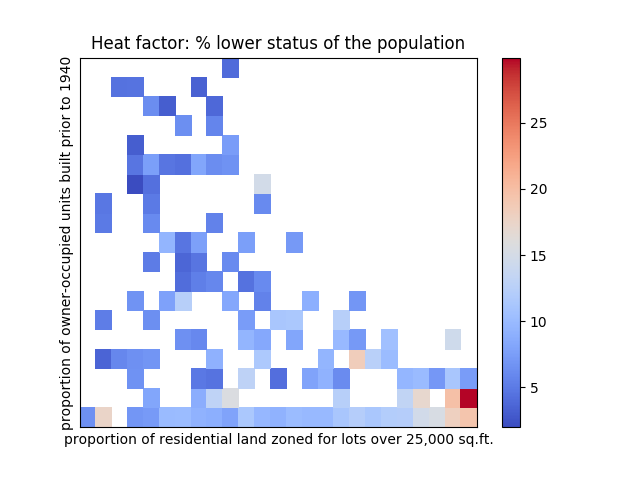 Heat factor: % lower status of the population
proportion of owner-occupied units built prior to 1940
25
20
15
10
5
proportion of residential land zoned for lots over 25,000 sq.ft.